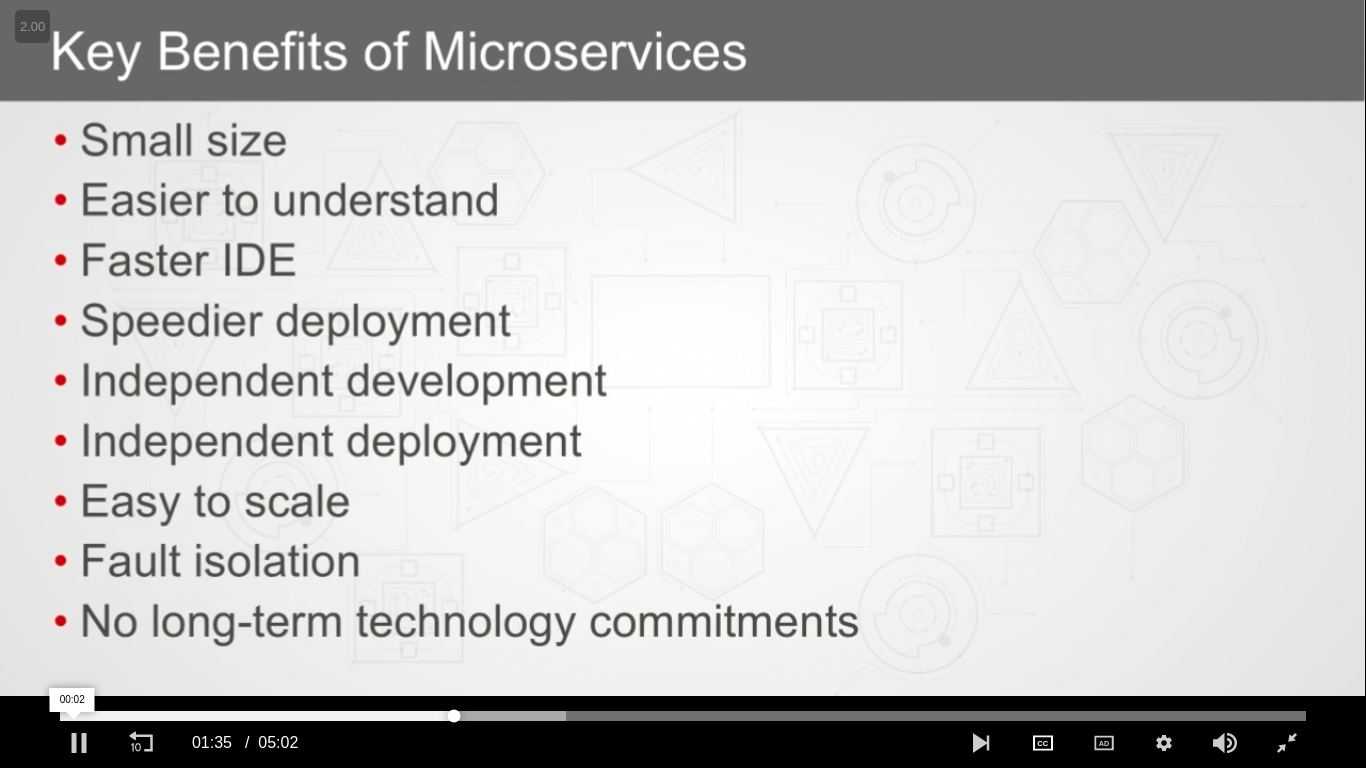 2.00
Key Benefits of Microservices
• Small size
• Easier to understand
• Faster IDE
• Speedier deployment
• Independent development
• Independent deployment
• Easy to scale
• Fault isolation
• No long-term technology commitments
00:02
10 01:35 / 05:02 CC AD